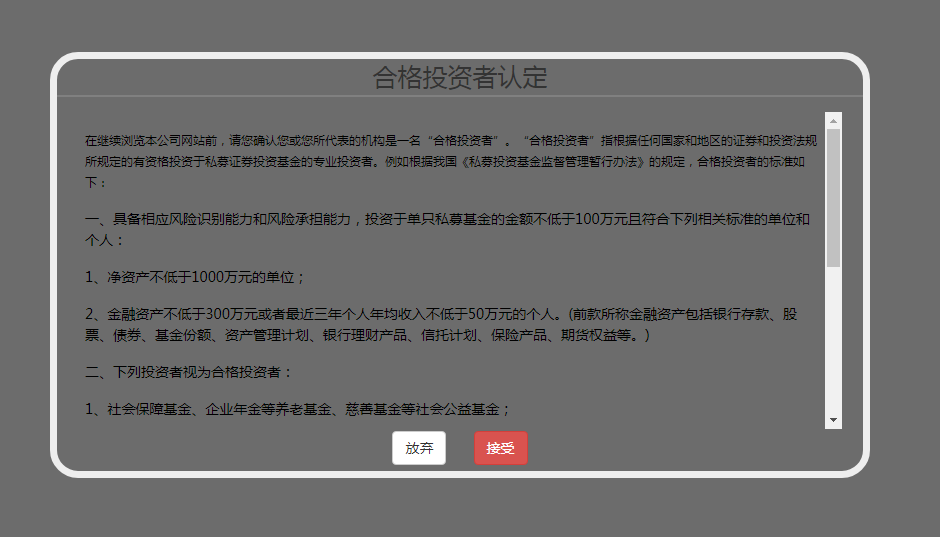 合格投资者认定
在继续浏览本公司网站前，请您确认您或您所代表的机构是一名“合格投资者”。“合格投资者”指根据任何国家和地区的证券和投资法规
所规定的有资格投资于私募证券投资基金的专业投资者。例如根据我国《私募投资基金监督管理暂行办法》的规定，合格投资者的标准如
下：
一、具备相应风险识别能力和风险承担能力，投资于单只私募基金的金额不低于100万元且符合下列相关标准的单位和
个人：
1、净资产不低于1000万元的单位；
2、金融资产不低于300万元或者最近三年个人年均收入不低于50万元的个人。(前款所称金融资产包括银行存款、股
票、债券、基金份额、资产管理计划、银行理财产品、信托计划、保险产品、期货权益等。)
二、下列投资者视为合格投资者：
1、社会保障基金、企业年金等养老基金、慈善基金等社会公益基金；
放弃 接受